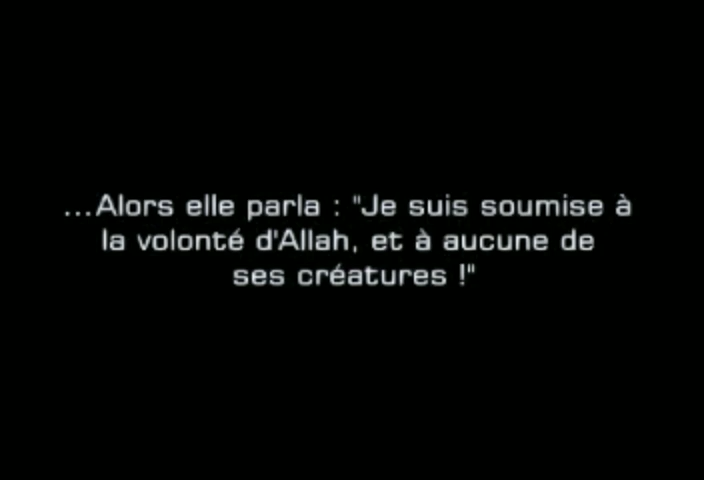 ...Alors elle parla : "Je suis soumise à
la volonté d'Allah, et à aucune de
ses créatures !"